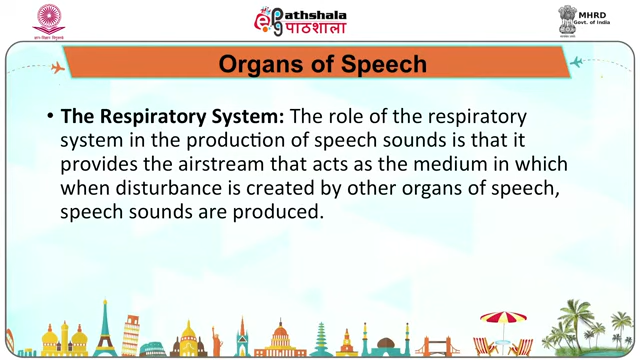 ePathshala
पाठशाला
MHRD
Govt. of India
Organs of Speech
• The Respiratory System: The role of the respiratory
system in the production of speech sounds is that it
provides the airstream that acts as the medium in which
when disturbance is created by other organs of speech,
speech sounds are produced.